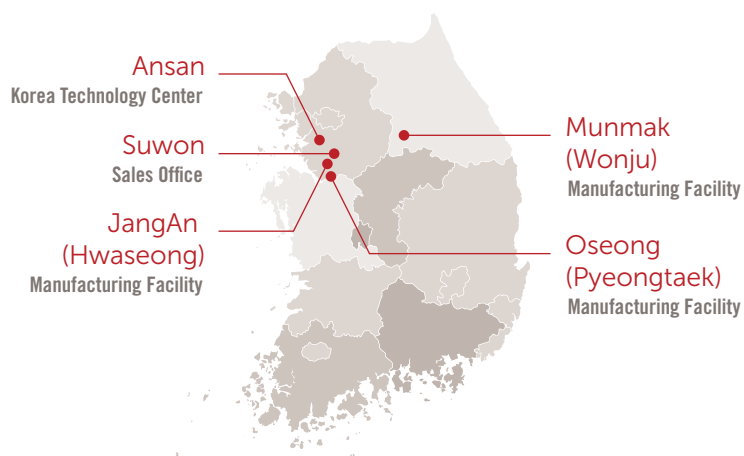 Ansan
Korea Technology Center
Suwon
Sales Office
JangAn
(Hwaseong)
Manufacturing Facility
Munmak
(Wonju)
Manufacturing Facility
Oseong
(Pyeongtaek)
Manufacturing Facility